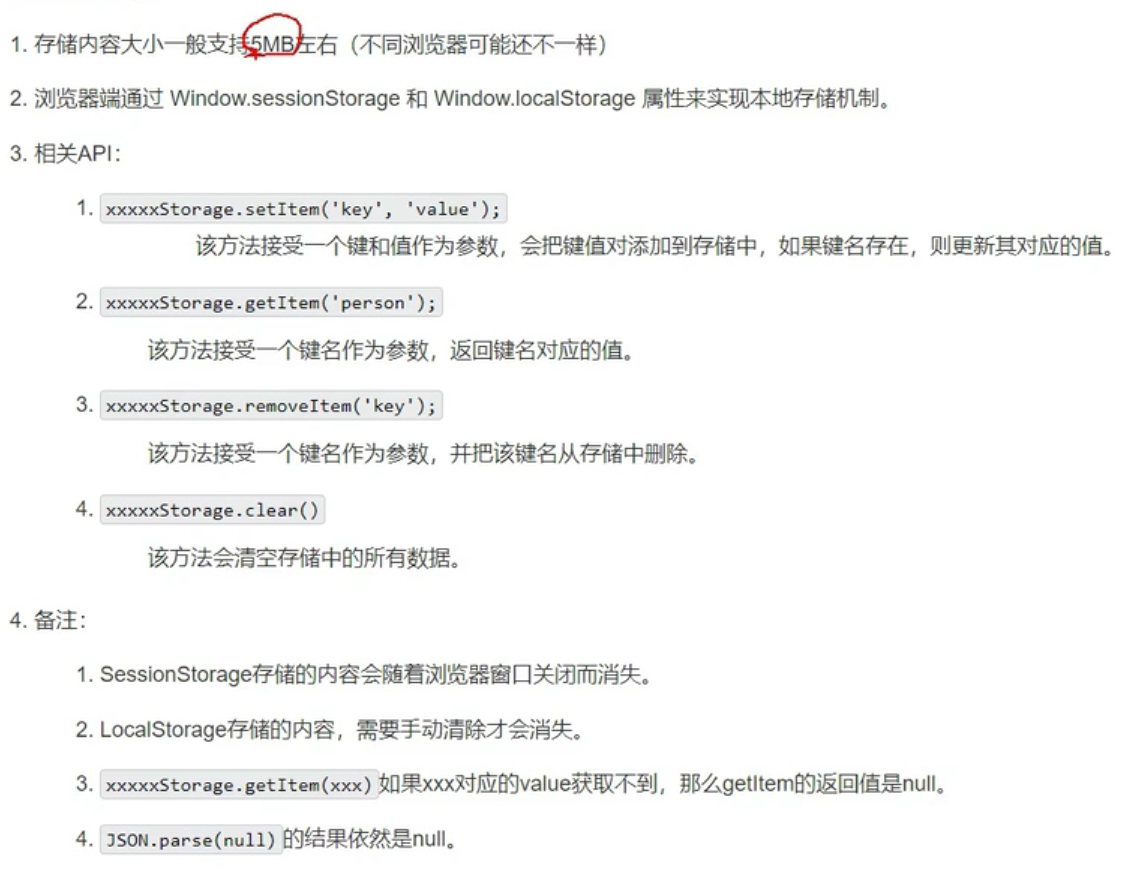 1. 存储内容大小一般支持5MB左右（不同浏览器可能还不一样）
2. 浏览器端通过 Window.sessionStorage 和 Window.localStorage 属性来实现本地存储机制。
3. 相关API：
1. xxxxxStorage.setItem('key', 'value');
该方法接受一个键和值作为参数，会把键值对添加到存储中，如果键名存在，则更新其对应的值。
2. xxxxxStorage.getItem('person');
该方法接受一个键名作为参数，返回键名对应的值。
3. xxxxxStorage.removeItem('key');
该方法接受一个键名作为参数，并把该键名从存储中删除。
4. xxxxxStorage.clear()
该方法会清空存储中的所有数据。
4. 备注：
1. SessionStorage存储的内容会随着浏览器窗口关闭而消失。
2. LocalStorage存储的内容，需要手动清除才会消失。
3. xxxxxStorage.getItem(xxx)如果xxx对应的value获取不到，那么getItem的返回值是null。
4. JSON.parse(null)的结果依然是null。